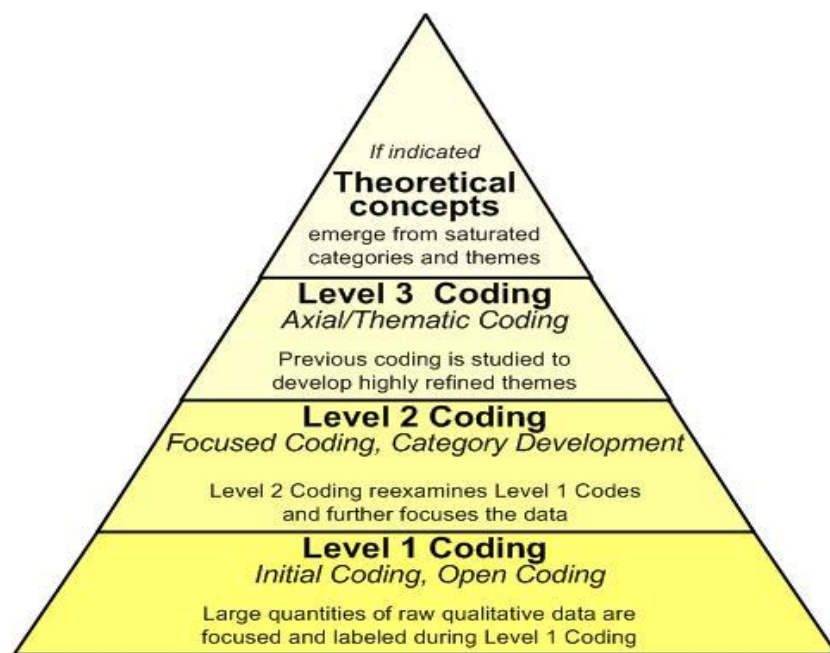 If indicated
Theoretical
concepts
emerge from saturated
categories and themes
Level 3 Coding
Axial/Thematic Coding
Previous coding is studied to
develop highly refined themes
Level 2 Coding
Focused Coding, Category Development
Level 2 Coding reexamines Level 1 Codes
and further focuses the data
Level 1 Coding
Initial Coding, Open Coding
Large quantities of raw qualitative data are
focused and labeled during Level 1 Coding